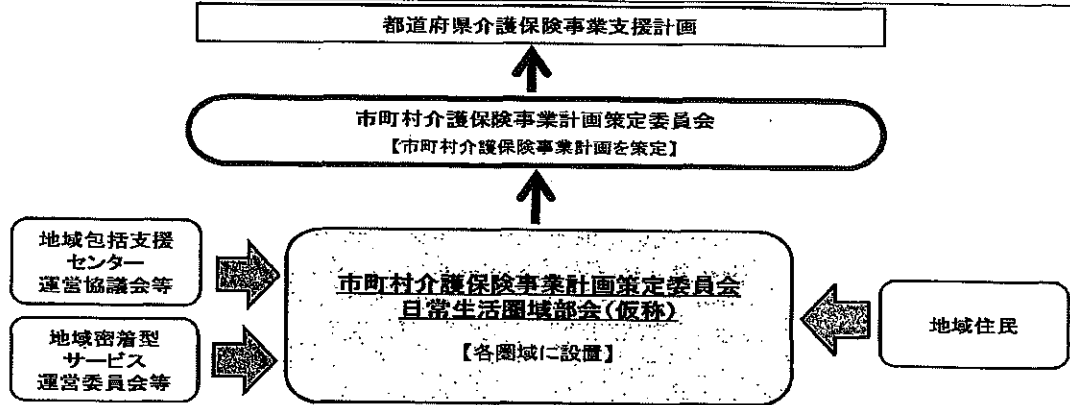 都道府県介護保険事業支援計画
市町村介護保険事業計画策定委員会
【市町村介護保険事業計画を策定】
地域包括支援
センター
運営協議会等
地域密着型
サービス
運営委員会等
市町村介護保険事業計画策定委員会
日常生活圏域部会(仮称)
【各圏域に設置】
地域住民